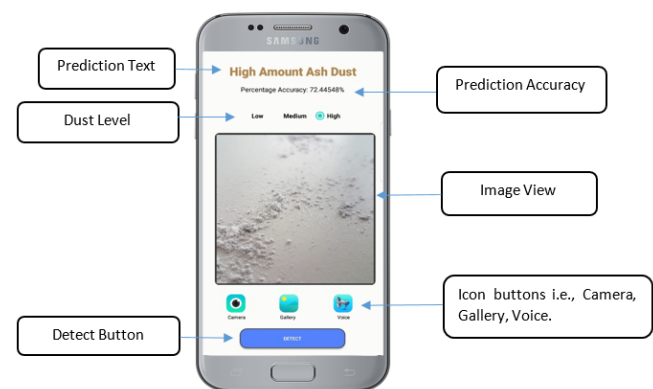 SAMSUNG
Prediction Text
High Amount Ash Dust
Percentage Accuracy: 72.44548%
Prediction Accuracy
Dust Level
Low Medium High
Image View
Camera Gallery Voice
Icon buttons i.e., Camera,
Gallery, Voice.
Detect Button
DETECT